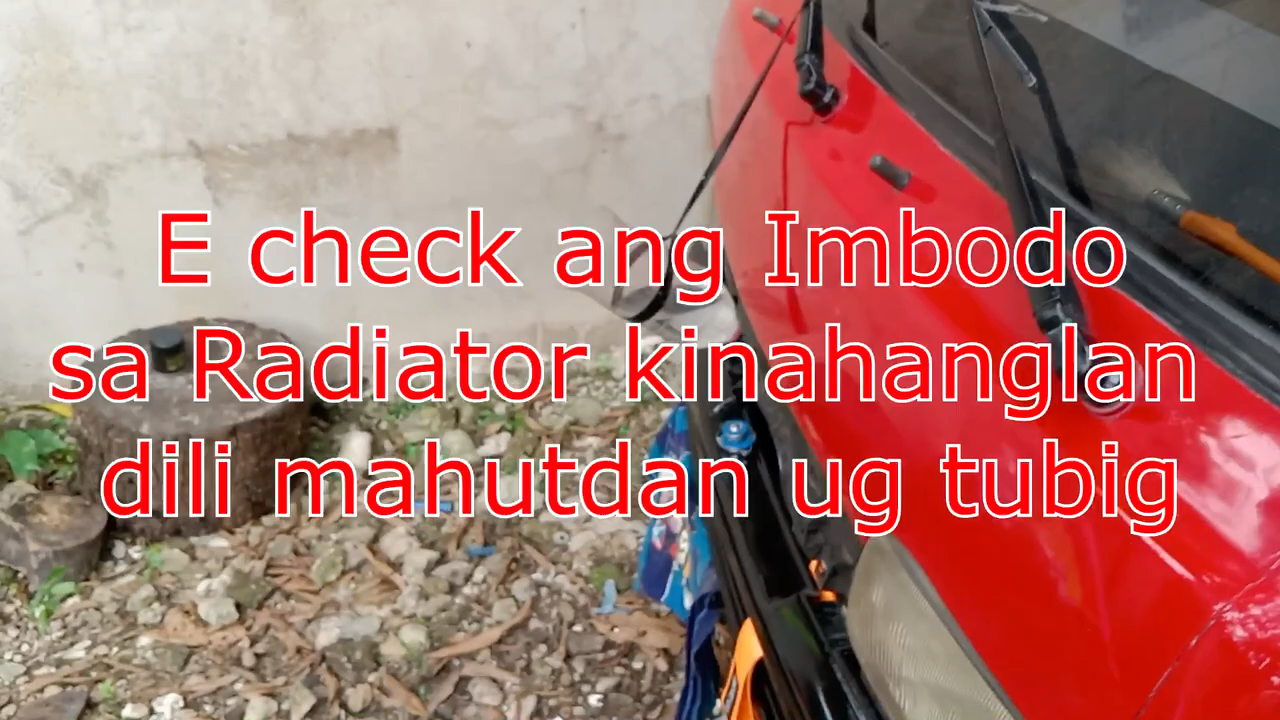 E check ang Imbodo
sa Radiator kinahanglan
dili mahutdan ug tubig